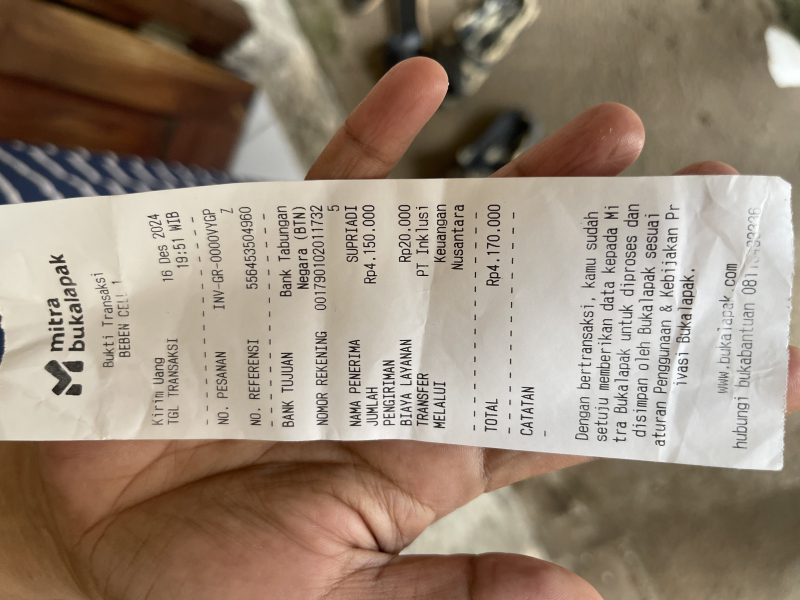 mitra
bukalapak
Bukti Transaksi
BEBEN CELL 1
Kirim Uang
TGL TRANSAKSI 16 Des 2024
19:51 WIB
NO. PESANAN INV-GR-0000VYYGP
Z
NO. REFERENSI 556453504960
BANK TUJUAN Bank Tabungan
Negara (BTN)
NOMOR REKENING 001790102011732
5
NAMA PENERIMA SUPRIADI
JUMLAH Rp4.150.000
PENGIRIMAN
BIAYA LAYANAN Rp20.000
TRANSFER PT Inklusi
MELALUI Keuangan
Nusantara
TOTAL Rp4.170.000
CATATAN
-
Dengan bertransaksi, kamu sudah
setuju memberikan data kepada Mi
tra Bukalapak untuk diproses dan
disimpan oleh Bukalapak sesuai
aturan Penggunaan & Kebijakan Pr
ivasi Bukalapak.
www.bukalapak.com
hubungi bukabantuan